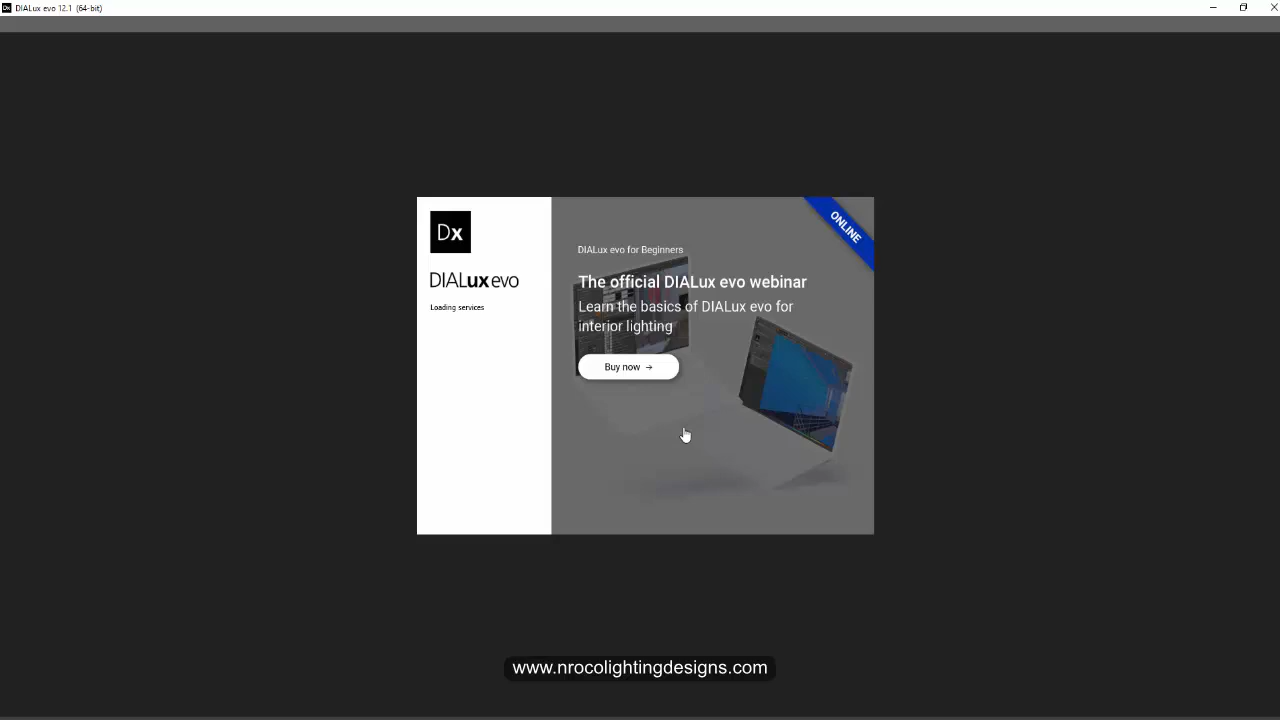 Dx DIALux evo 12.1 (64-bit)
Dx
DIALux evo
Loading services
ONLINE
DIALux evo for Beginners
The official DIALux evo webinar
Learn the basics of DIALux evo for
interior lighting
Buy now →
www.nrocolightingdesigns.com